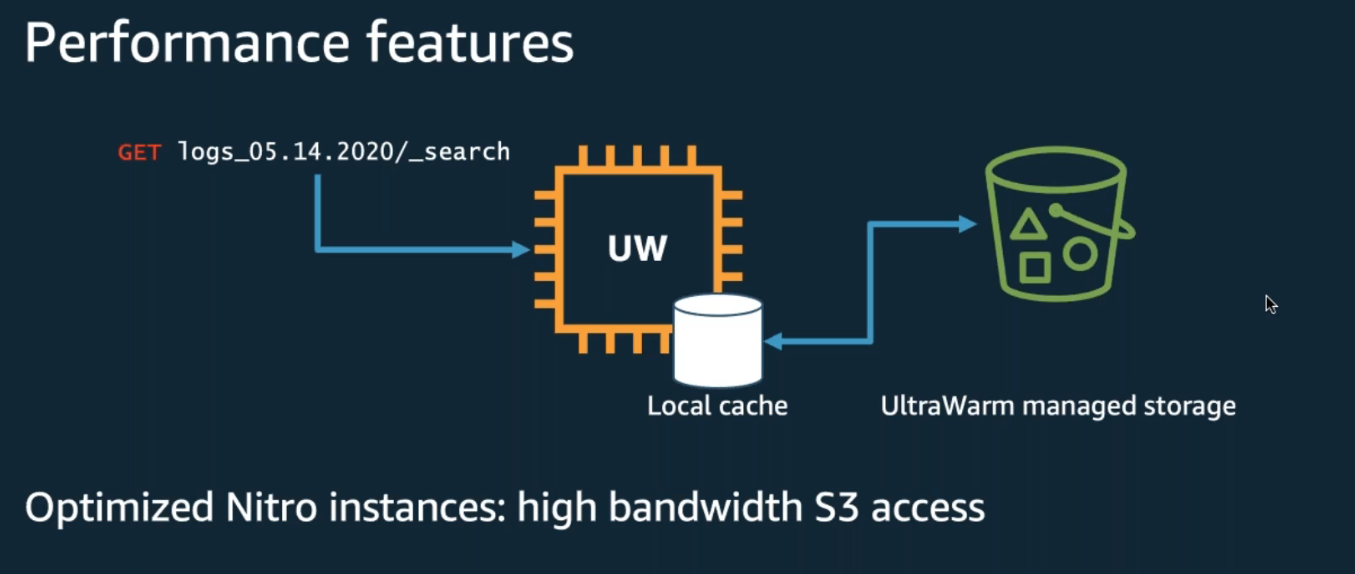 Performance features
GET logs_05.14.2020/_search
UW
Local cache
UltraWarm managed storage
Optimized Nitro instances: high bandwidth S3 access